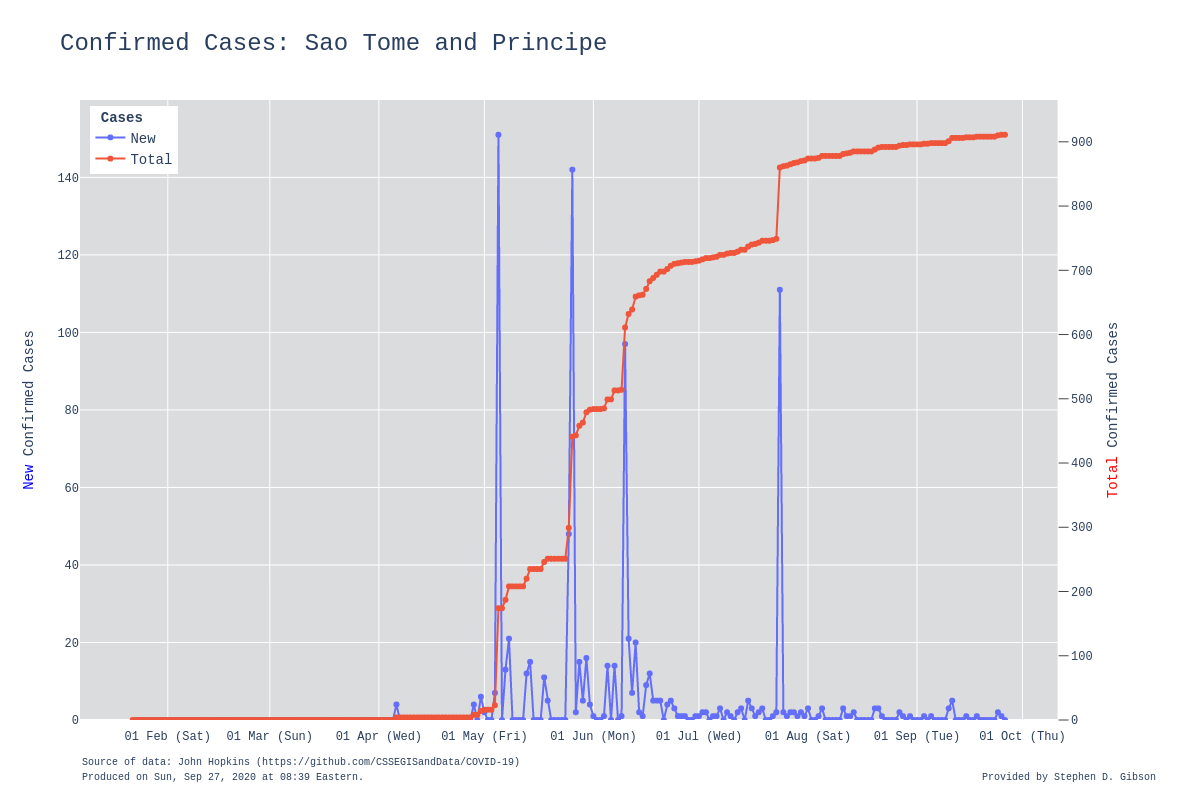 Confirmed Cases: Sao Tome and Principe
Cases
New
Total
140
120
100
80
60
40
20
0
900
800
700
600
500
400
300
200
100
0
New Confirmed Cases
Total Confirmed Cases
01 Feb (Sat) 01 Mar (Sun) 01 Apr (Wed) 01 May (Fri) 01 Jun (Mon) 01 Jul (Wed) 01 Aug (Sat) 01 Sep (Tue) 01 Oct (Thu)
Source of data: John Hopkins (https://github.com/CSSEGISandData/COVID-19)
Produced on Sun, Sep 27, 2020 at 08:39 Eastern.
Provided by Stephen D. Gibson